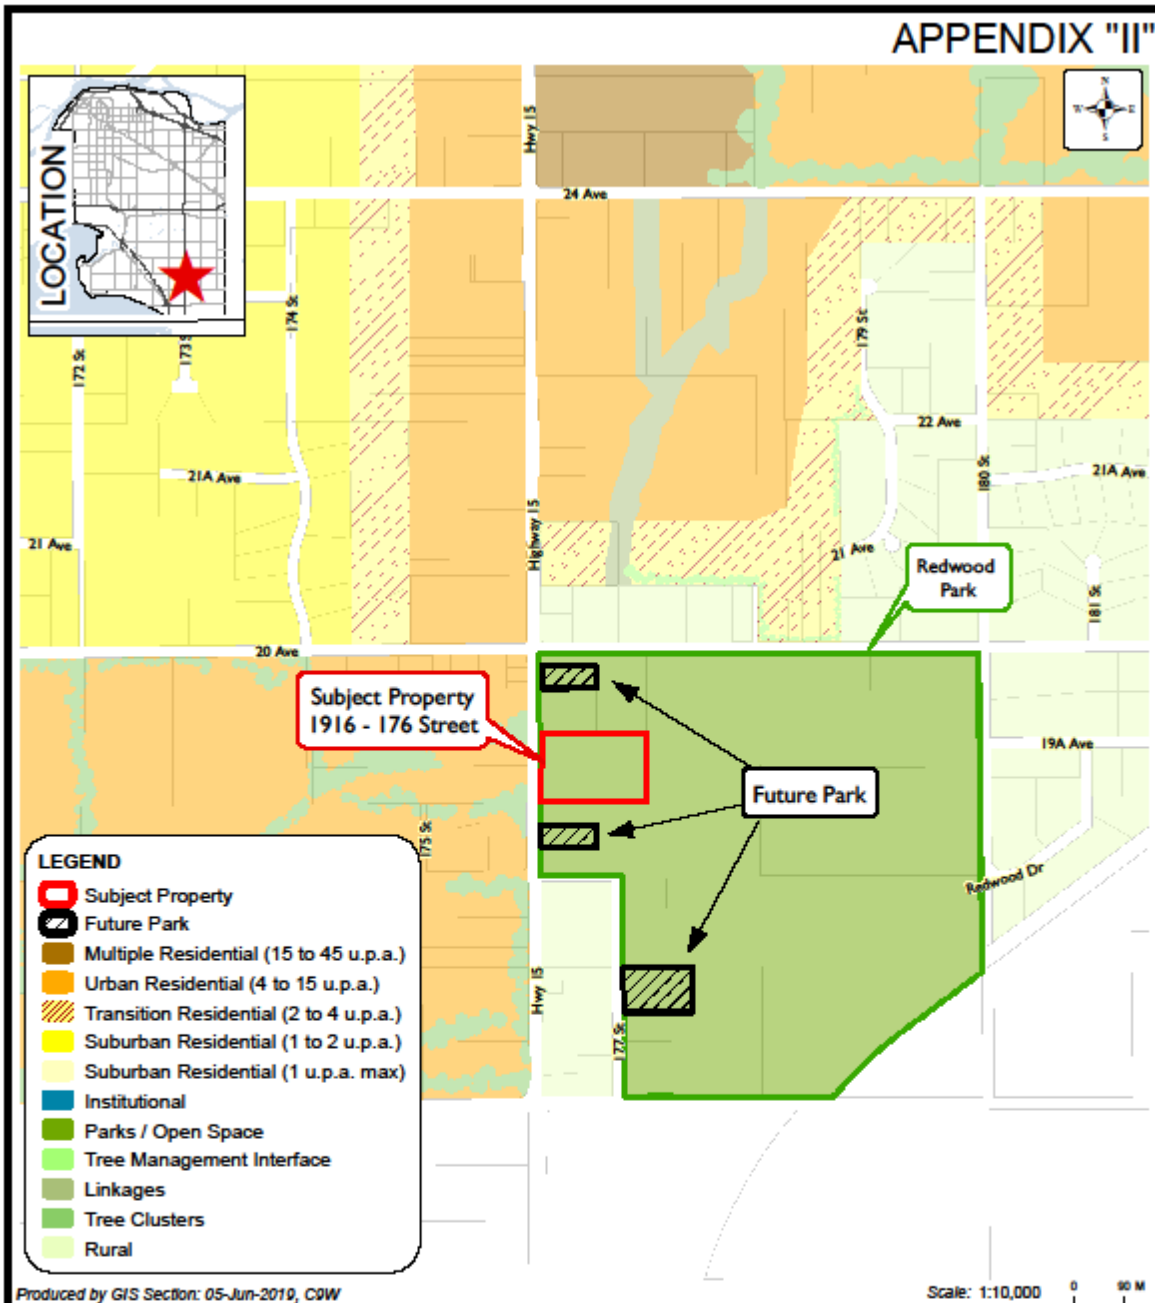 APPENDIX "II"
LOCATION
N
W E
S
Hwy 15
24 Ave
174 St
173 S
172 St
179 St
22 Ave
180 St
21A Ave
21A Ave
Highway 15
21 Ave
21 Ave
Redwood
Park
181 St
20 Ave
Subject Property
1916 - 176 Street
19A Ave
Future Park
175 St
Redwood Dr
Hwy 15
177 St
LEGEND
Subject Property
Future Park
Multiple Residential (15 to 45 u.p.a.)
Urban Residential (4 to 15 u.p.a.)
Transition Residential (2 to 4 u.p.a.)
Suburban Residential (1 to 2 u.p.a.)
Suburban Residential (1 u.p.a. max)
Institutional
Parks / Open Space
Tree Management Interface
Linkages
Tree Clusters
Rural
Produced by GIS Section: 05-Jun-2019, C9W
Scale: 1:10,000
0 90 M